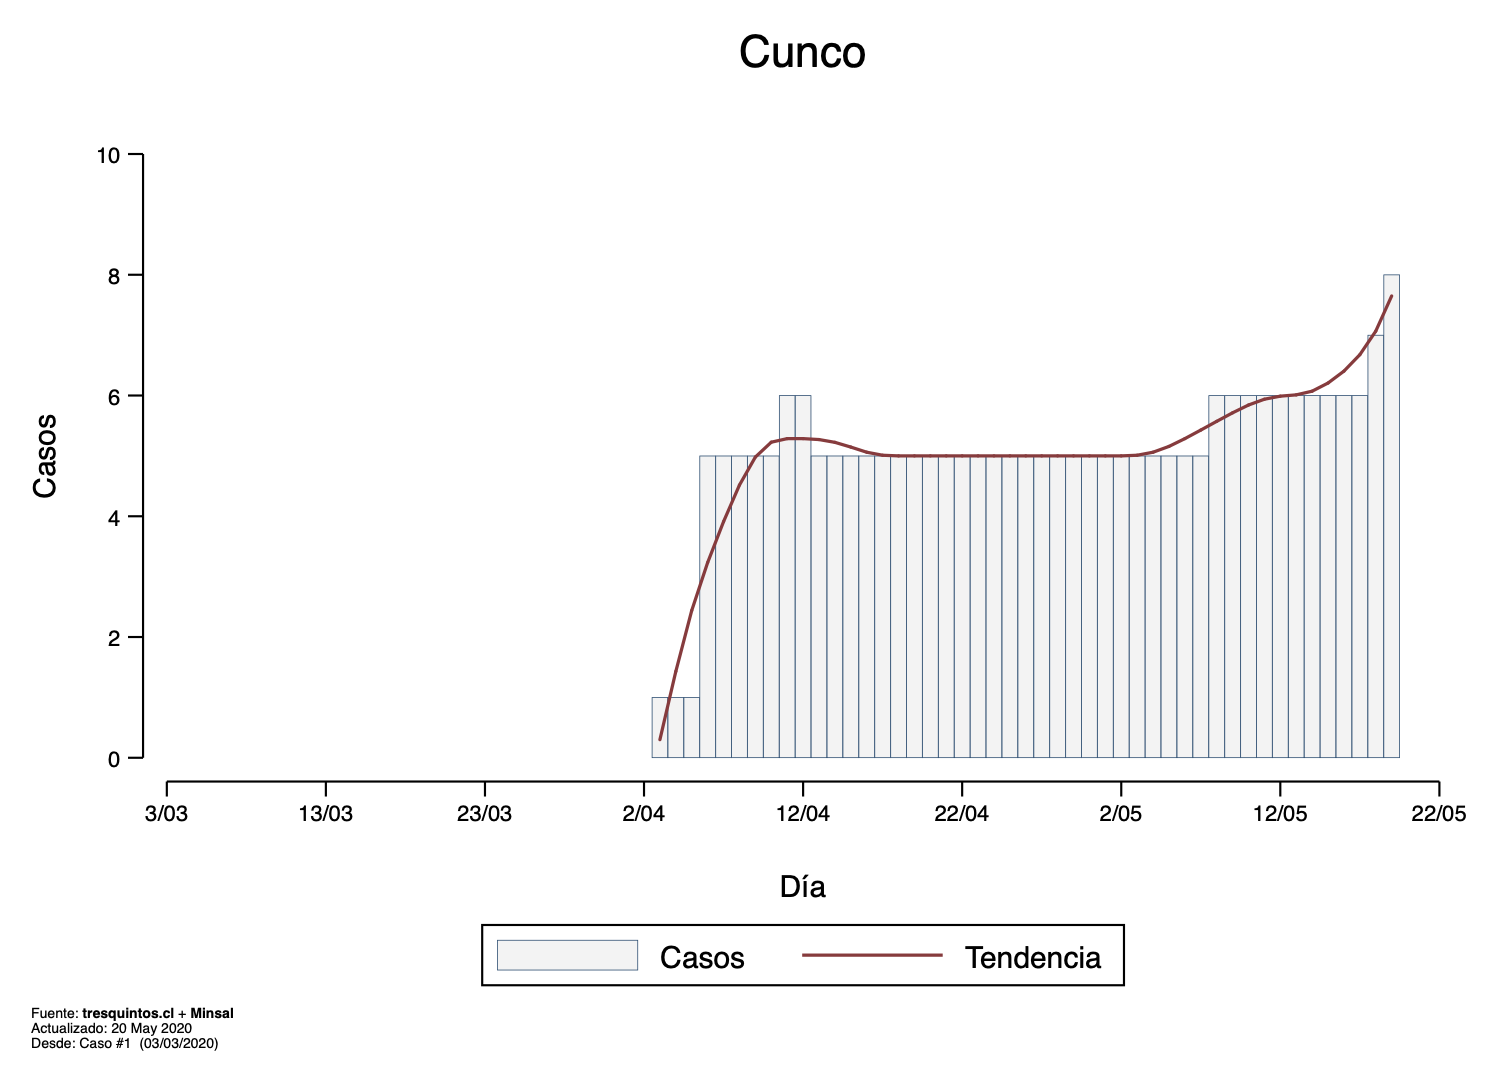 Cunco
Casos
10
8
6
4
2
0
3/03 13/03 23/03 2/04 12/04 22/04 2/05 12/05 22/05
Día
Casos Tendencia
Fuente: tresquintos.cl + Minsal
Actualizado: 20 May 2020
Desde: Caso #1 (03/03/2020)